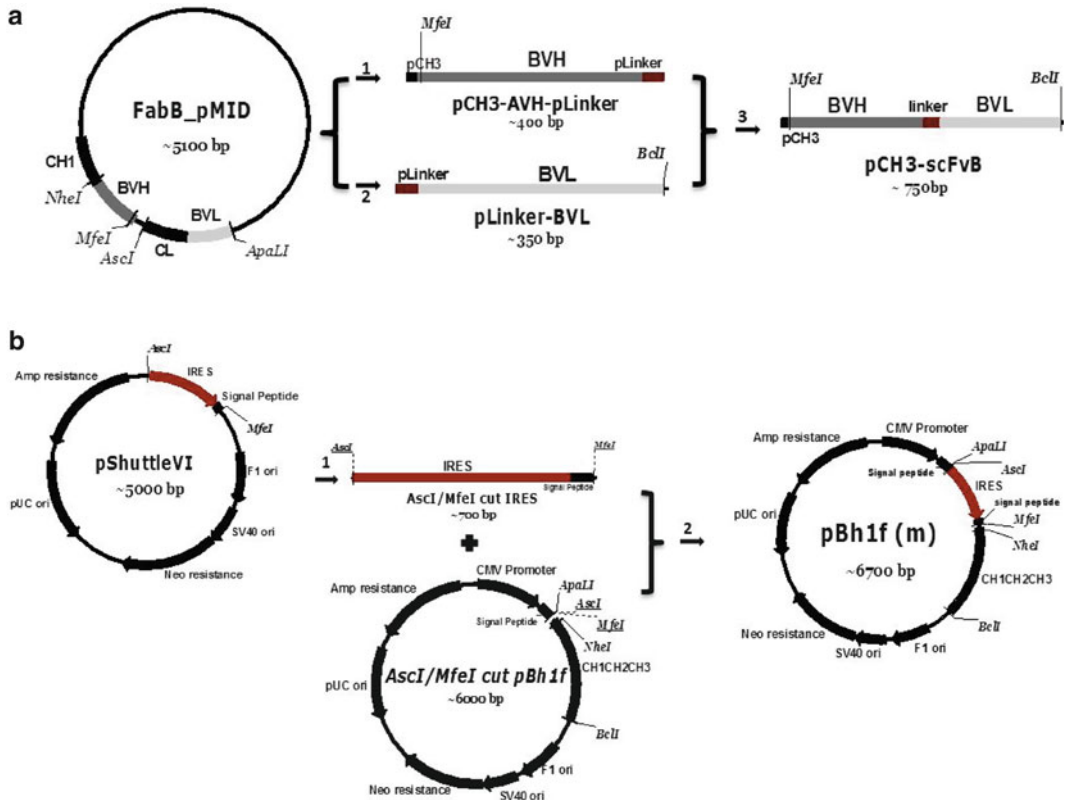 a
FabB_pMID
~5100 bp
CH1
NheI
BVH
MfeI
AscI
CL
BVL
ApaLI
1
MfeI
pCH3
BVH
pLinker
pCH3-AVH-pLinker
~400 bp
2
pLinker
BVL
BclI
pLinker-BVL
~350 bp
3
MfeI
BVH
linker
BVL
BclI
pCH3
pCH3-scFvB
~ 750bp
b
AscI
IRES
Amp resistance
Signal Peptide
MfeI
pShuttleVI
~5000 bp
F1 ori
pUC ori
SV40 ori
Neo resistance
1
AscI
MfeI
IRES
Signal Peptide
AscI/MfeI cut IRES
~700 bp
CMV Promoter
Amp resistance
ApaLI
AscI
Signal Peptide
MfeI
NheI
CH1CH2CH3
AscI/MfeI cut pBh1f
~6000 bp
pUC ori
BclI
F1 ori
Neo resistance
SV40 ori
2
CMV Promoter
Amp resistance
ApaLI
Signal peptide
AscI
IRES
signal peptide
MfeI
NheI
pUC ori
pBh1f (m)
~6700 bp
CH1CH2CH3
BclI
Neo resistance
F1 ori
SV40 ori